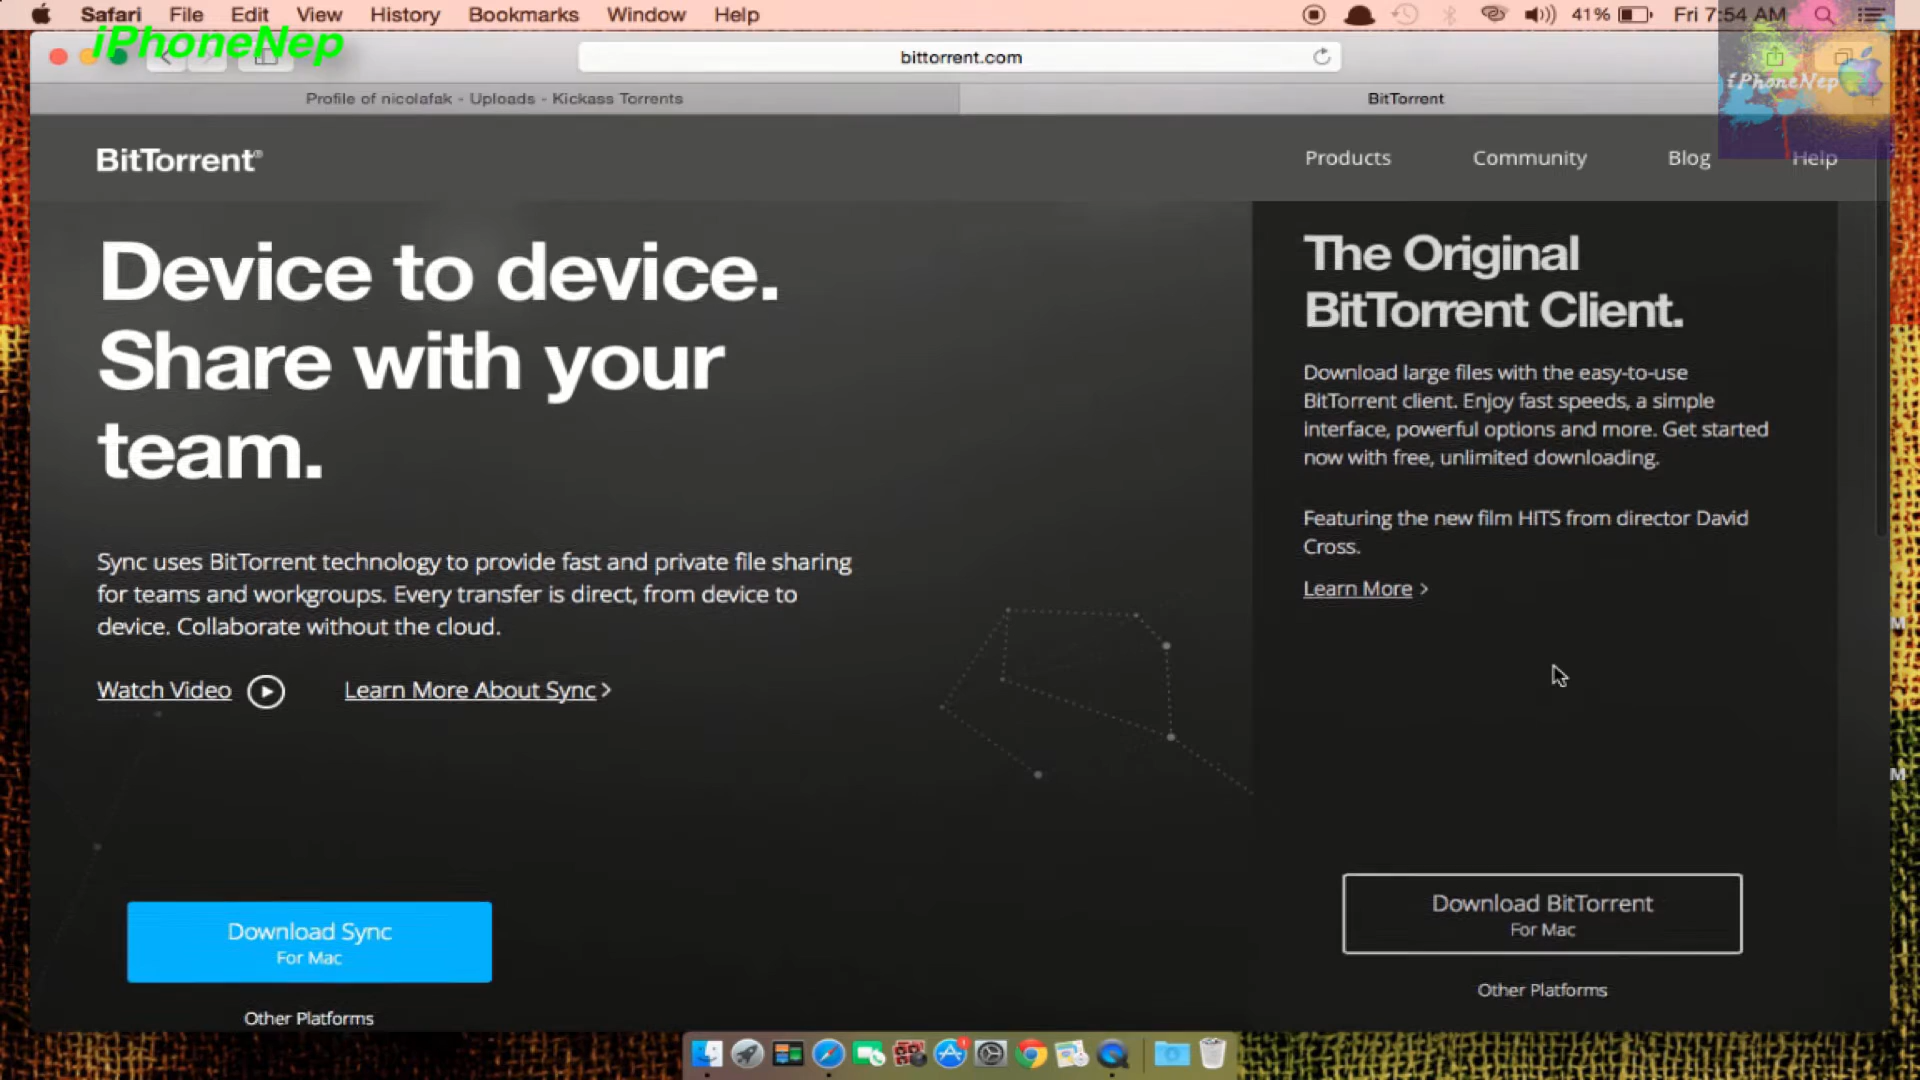 Safari File Edit View History Bookmarks Window Help 41% Fri 7:54 AM
iPhoneNep
bittorrent.com
iPhoneNep
Profile of nicolafak - Uploads - Kickass Torrents BitTorrent
BitTorrent®
Products Community Blog Help
Device to device.
Share with your
team.
Sync uses BitTorrent technology to provide fast and private file sharing
for teams and workgroups. Every transfer is direct, from device to
device. Collaborate without the cloud.
Watch Video Learn More About Sync >
Download Sync
For Mac
Other Platforms
The Original
BitTorrent Client.
Download large files with the easy-to-use
BitTorrent client. Enjoy fast speeds, a simple
interface, powerful options and more. Get started
now with free, unlimited downloading.
Featuring the new film HITS from director David
Cross.
Learn More >
Download BitTorrent
For Mac
Other Platforms
M
M